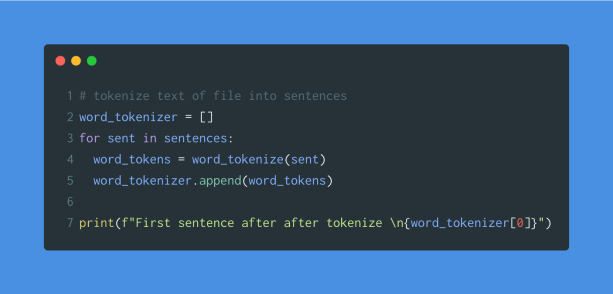 1 # tokenize text of file into sentences
2 word_tokenizer = []
3 for sent in sentences:
4   word_tokens = word_tokenize(sent)
5   word_tokenizer.append(word_tokens)
6
7 print(f"First sentence after after tokenize \n{word_tokenizer[0]}")